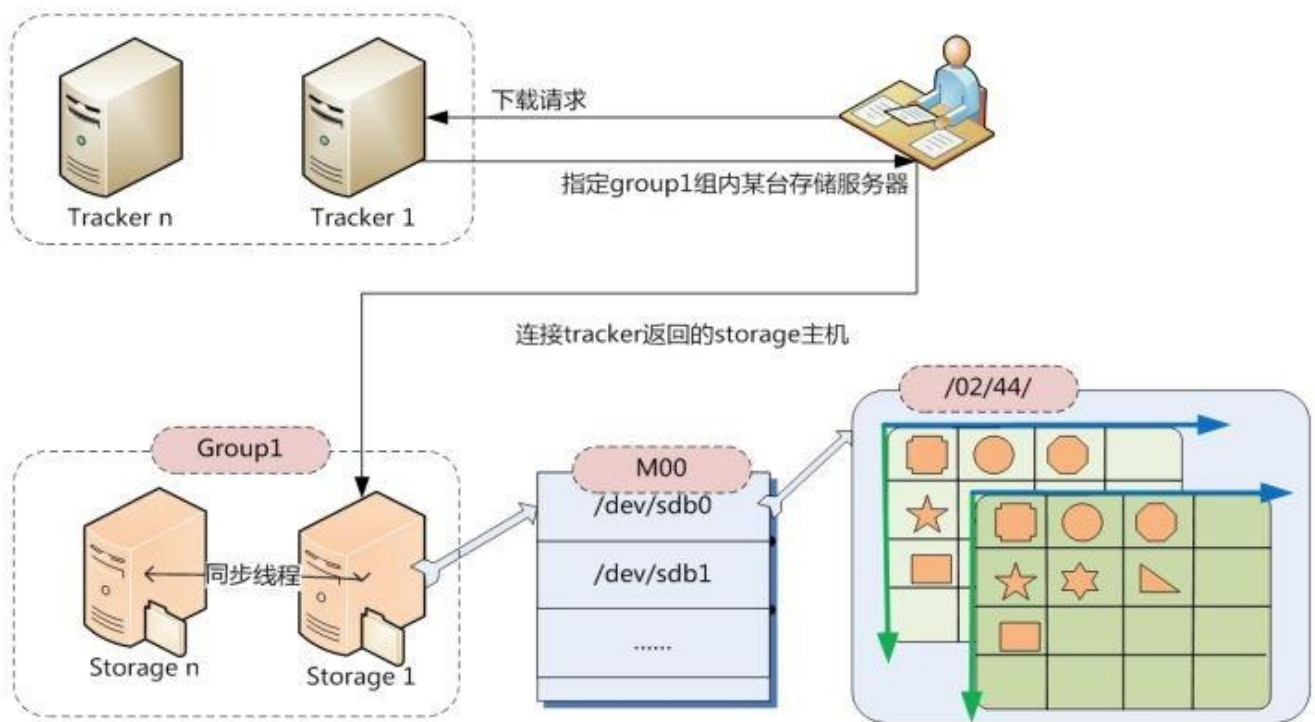 下载请求
Tracker n
Tracker 1
指定group1组内某台存储服务器
连接tracker返回的storage主机
/02/44/
Group1
M00
/dev/sdb0
同步线程
/dev/sdb1
......
Storage n
Storage 1